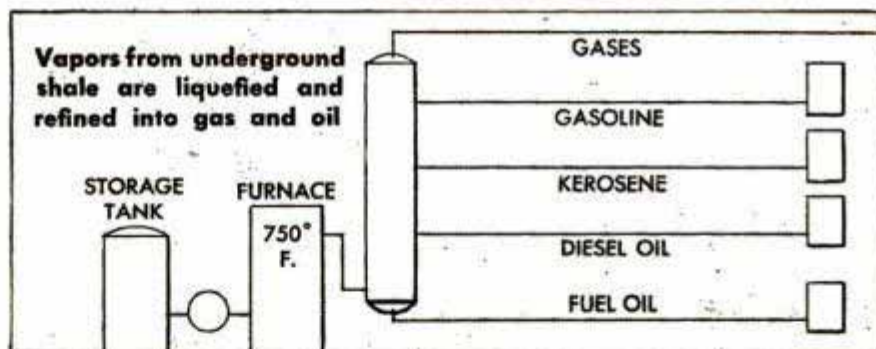 Vapors from underground
shale are liquefied and
refined into gas and oil
STORAGE
TANK
FURNACE
750°
F.
GASES
GASOLINE
KEROSENE
DIESEL OIL
FUEL OIL